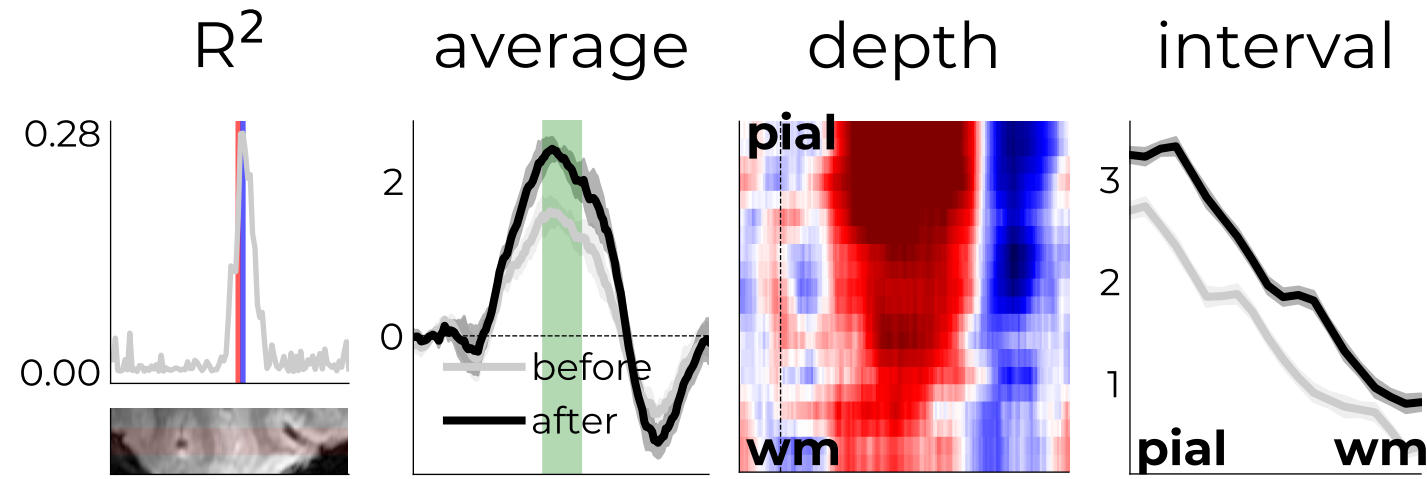 R²
average
depth
interval
0.28
0.00
2
0
before
after
pial
wm
3
2
1
pial
wm